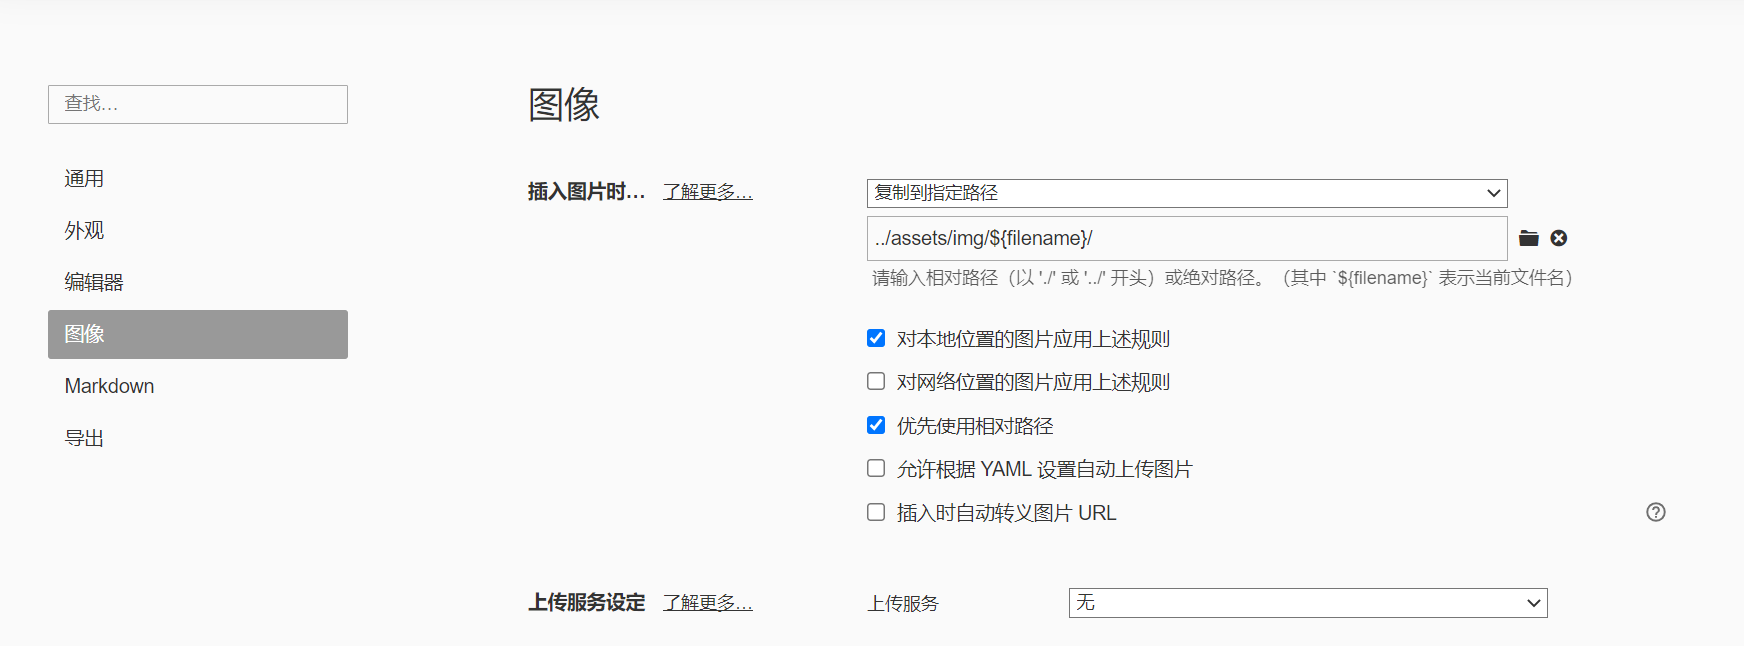 查找...
通用
外观
编辑器
图像
Markdown
导出
图像
插入图片时... 了解更多... 复制到指定路径
../assets/img/${filename}/
请输入相对路径（以 './' 或 '../' 开头）或绝对路径。（其中 `${filename}` 表示当前文件名）
对本地位置的图片应用上述规则
对网络位置的图片应用上述规则
优先使用相对路径
允许根据 YAML 设置自动上传图片
插入时自动转义图片 URL
上传服务设定 了解更多... 上传服务 无